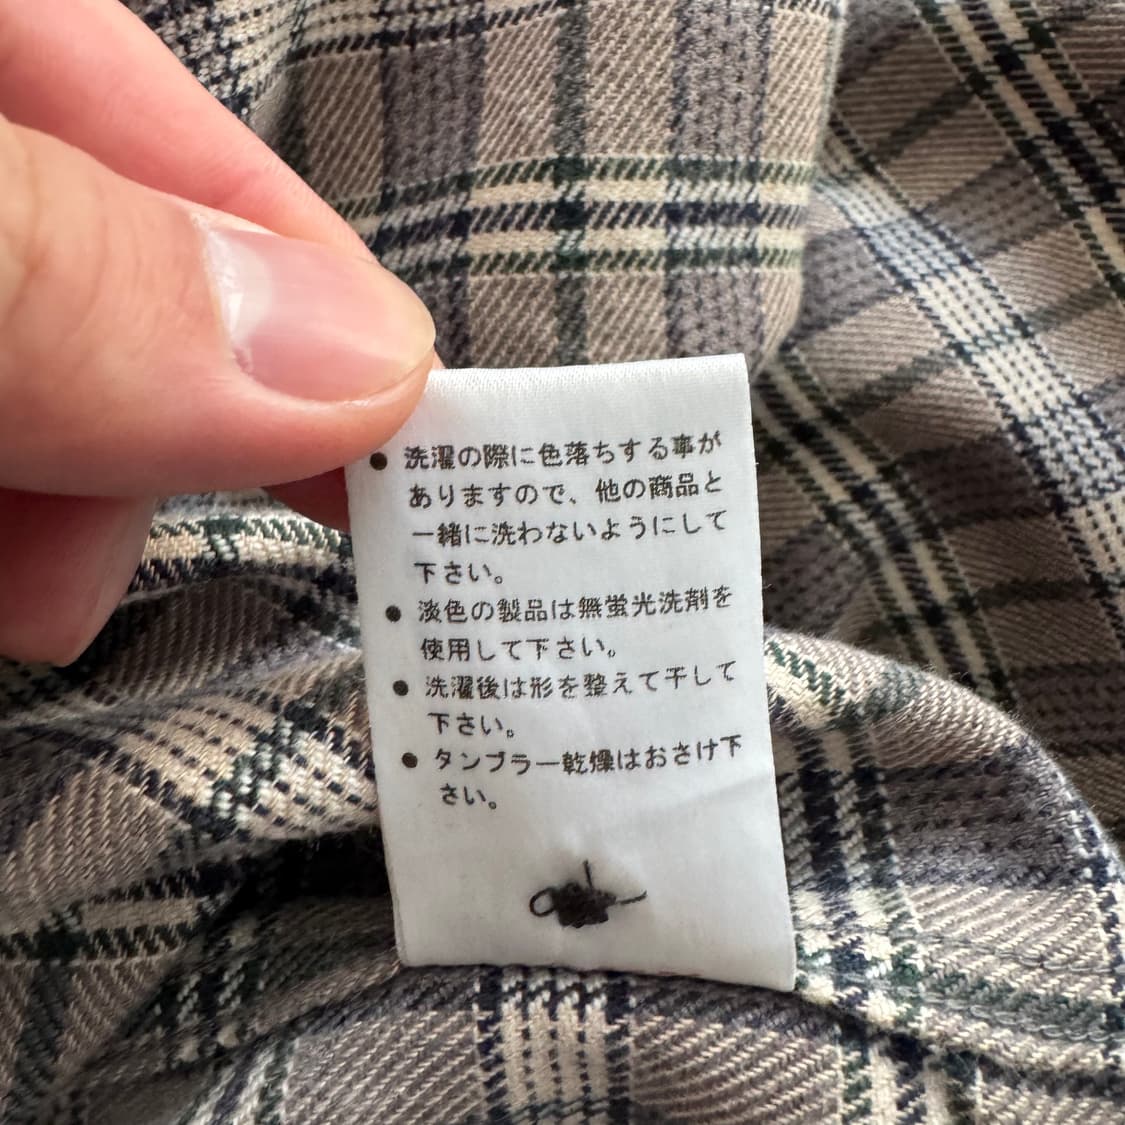 ● 洗濯の際に色落ちする事が
ありますので、他の商品と
一緒に洗わないようにして
下さい。
● 淡色の製品は無蛍光洗剤を
使用して下さい。
● 洗濯後は形を整えて干して
下さい。
● タンブラー乾燥はおさけ下
さい。